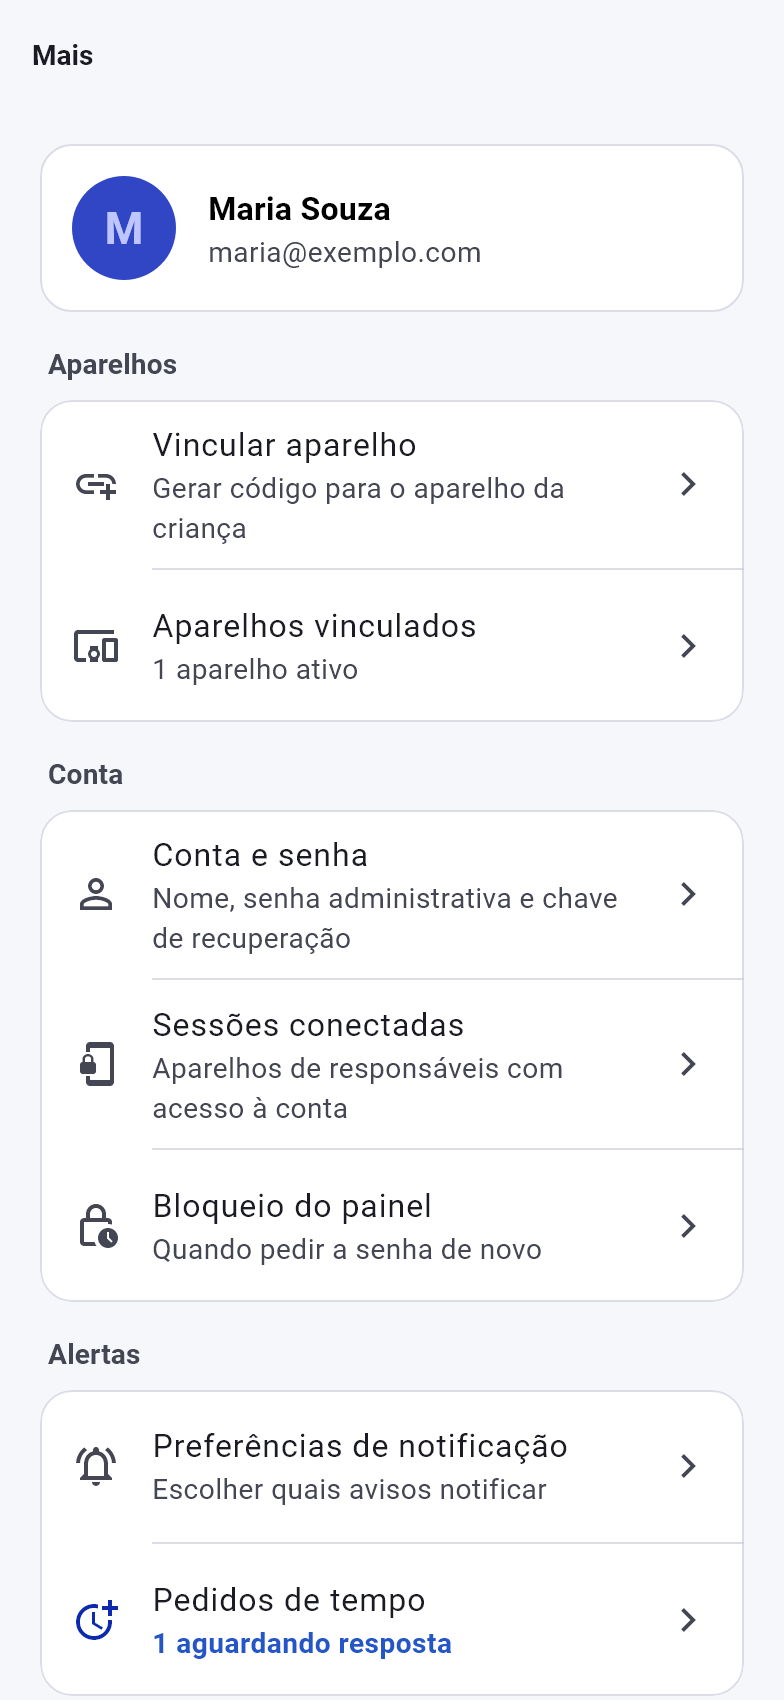 Mais
M
Maria Souza
maria@exemplo.com
Aparelhos
Vincular aparelho
Gerar código para o aparelho da
criança
Aparelhos vinculados
1 aparelho ativo
Conta
Conta e senha
Nome, senha administrativa e chave
de recuperação
Sessões conectadas
Aparelhos de responsáveis com
acesso à conta
Bloqueio do painel
Quando pedir a senha de novo
Alertas
Preferências de notificação
Escolher quais avisos notificar
Pedidos de tempo
1 aguardando resposta